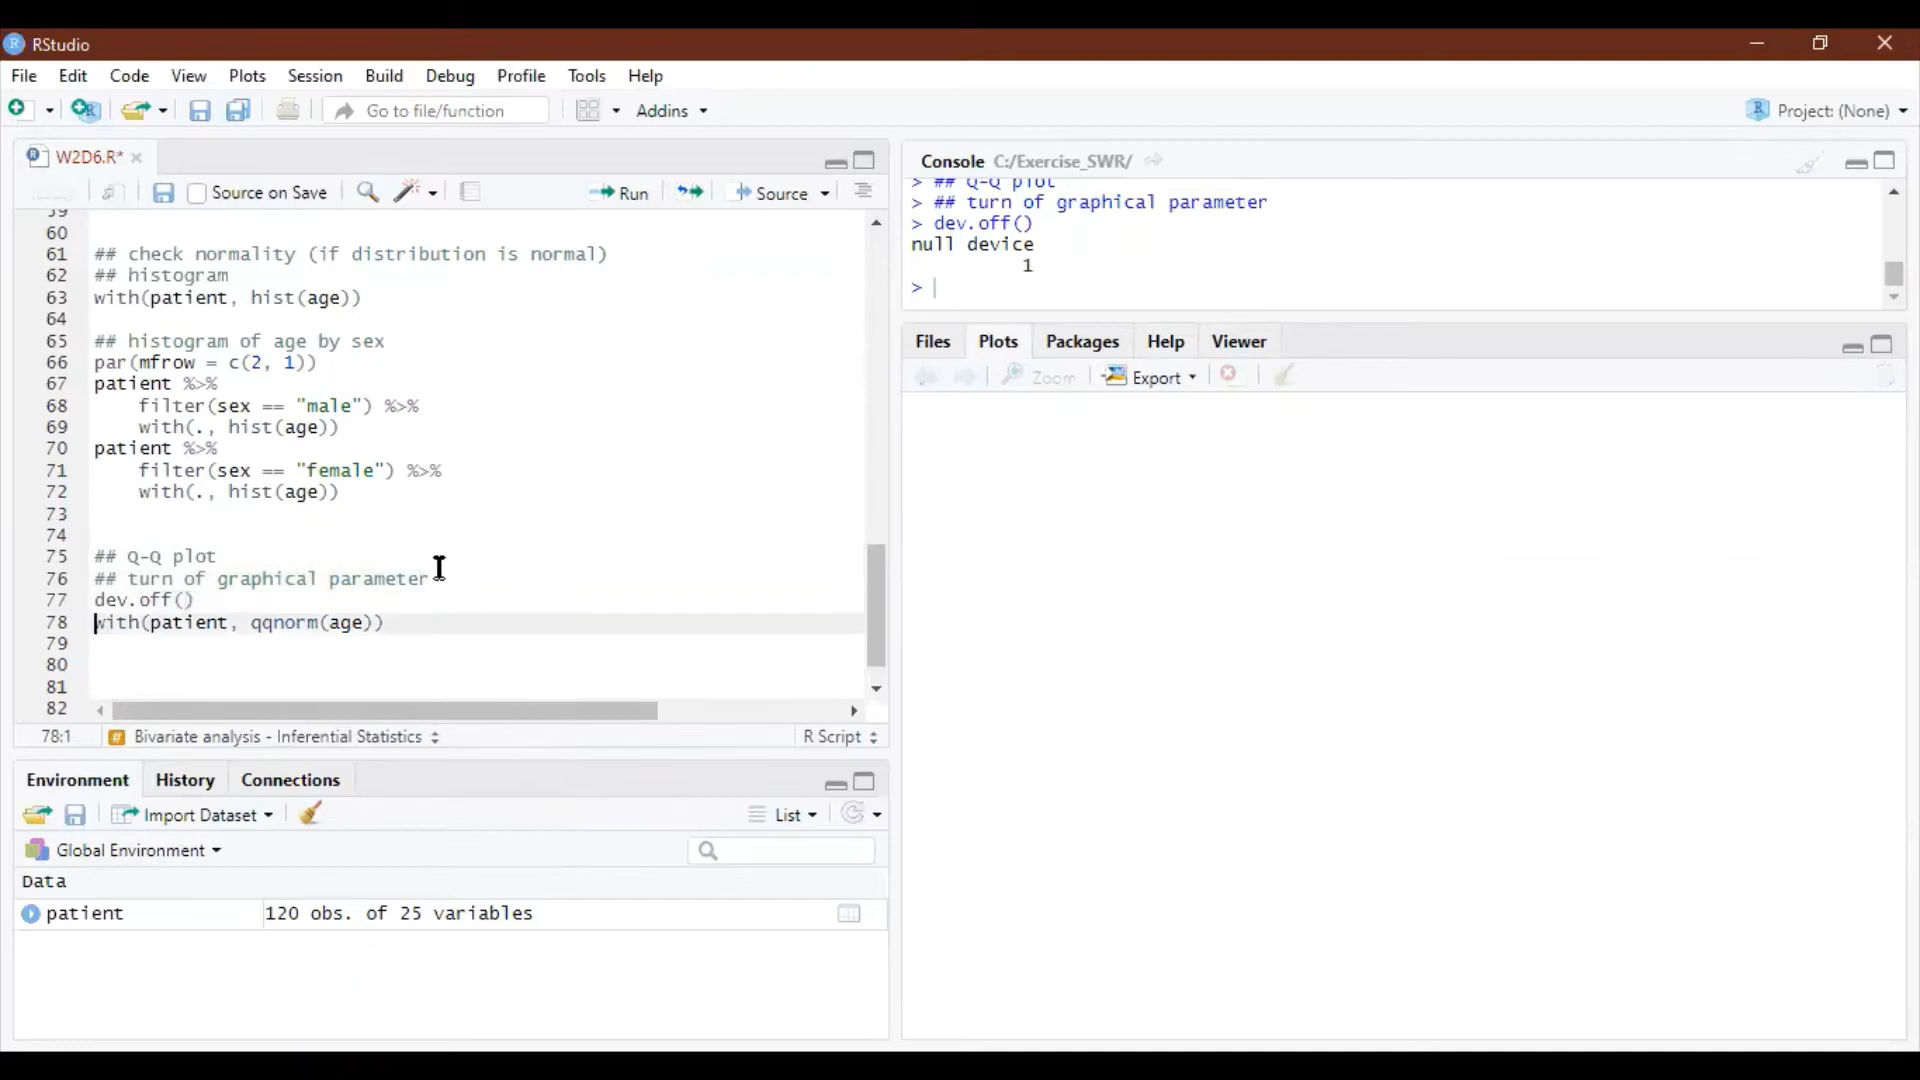 RStudio
File Edit Code View Plots Session Build Debug Profile Tools Help
Go to file/function Addins Project: (None)
W2D6.R*
Source on Save Run Source
59
60
61 ## check normality (if distribution is normal)
62 ## histogram
63 with(patient, hist(age))
64
65 ## histogram of age by sex
66 par(mfrow = c(2, 1))
67 patient %>%
68 filter(sex == "male") %>%
69 with(., hist(age))
70 patient %>%
71 filter(sex == "female") %>%
72 with(., hist(age))
73
74
75 ## Q-Q plot
76 ## turn of graphical parameter
77 dev.off()
78 with(patient, qqnorm(age))
79
80
81
82
78:1 # Bivariate analysis - Inferential Statistics R Script
Environment History Connections
Import Dataset List
Global Environment
Data
patient 120 obs. of 25 variables
Console C:/Exercise_SWR/
> ## Q-Q plot
> ## turn of graphical parameter
> dev.off()
null device
1
>
Files Plots Packages Help Viewer
Zoom Export